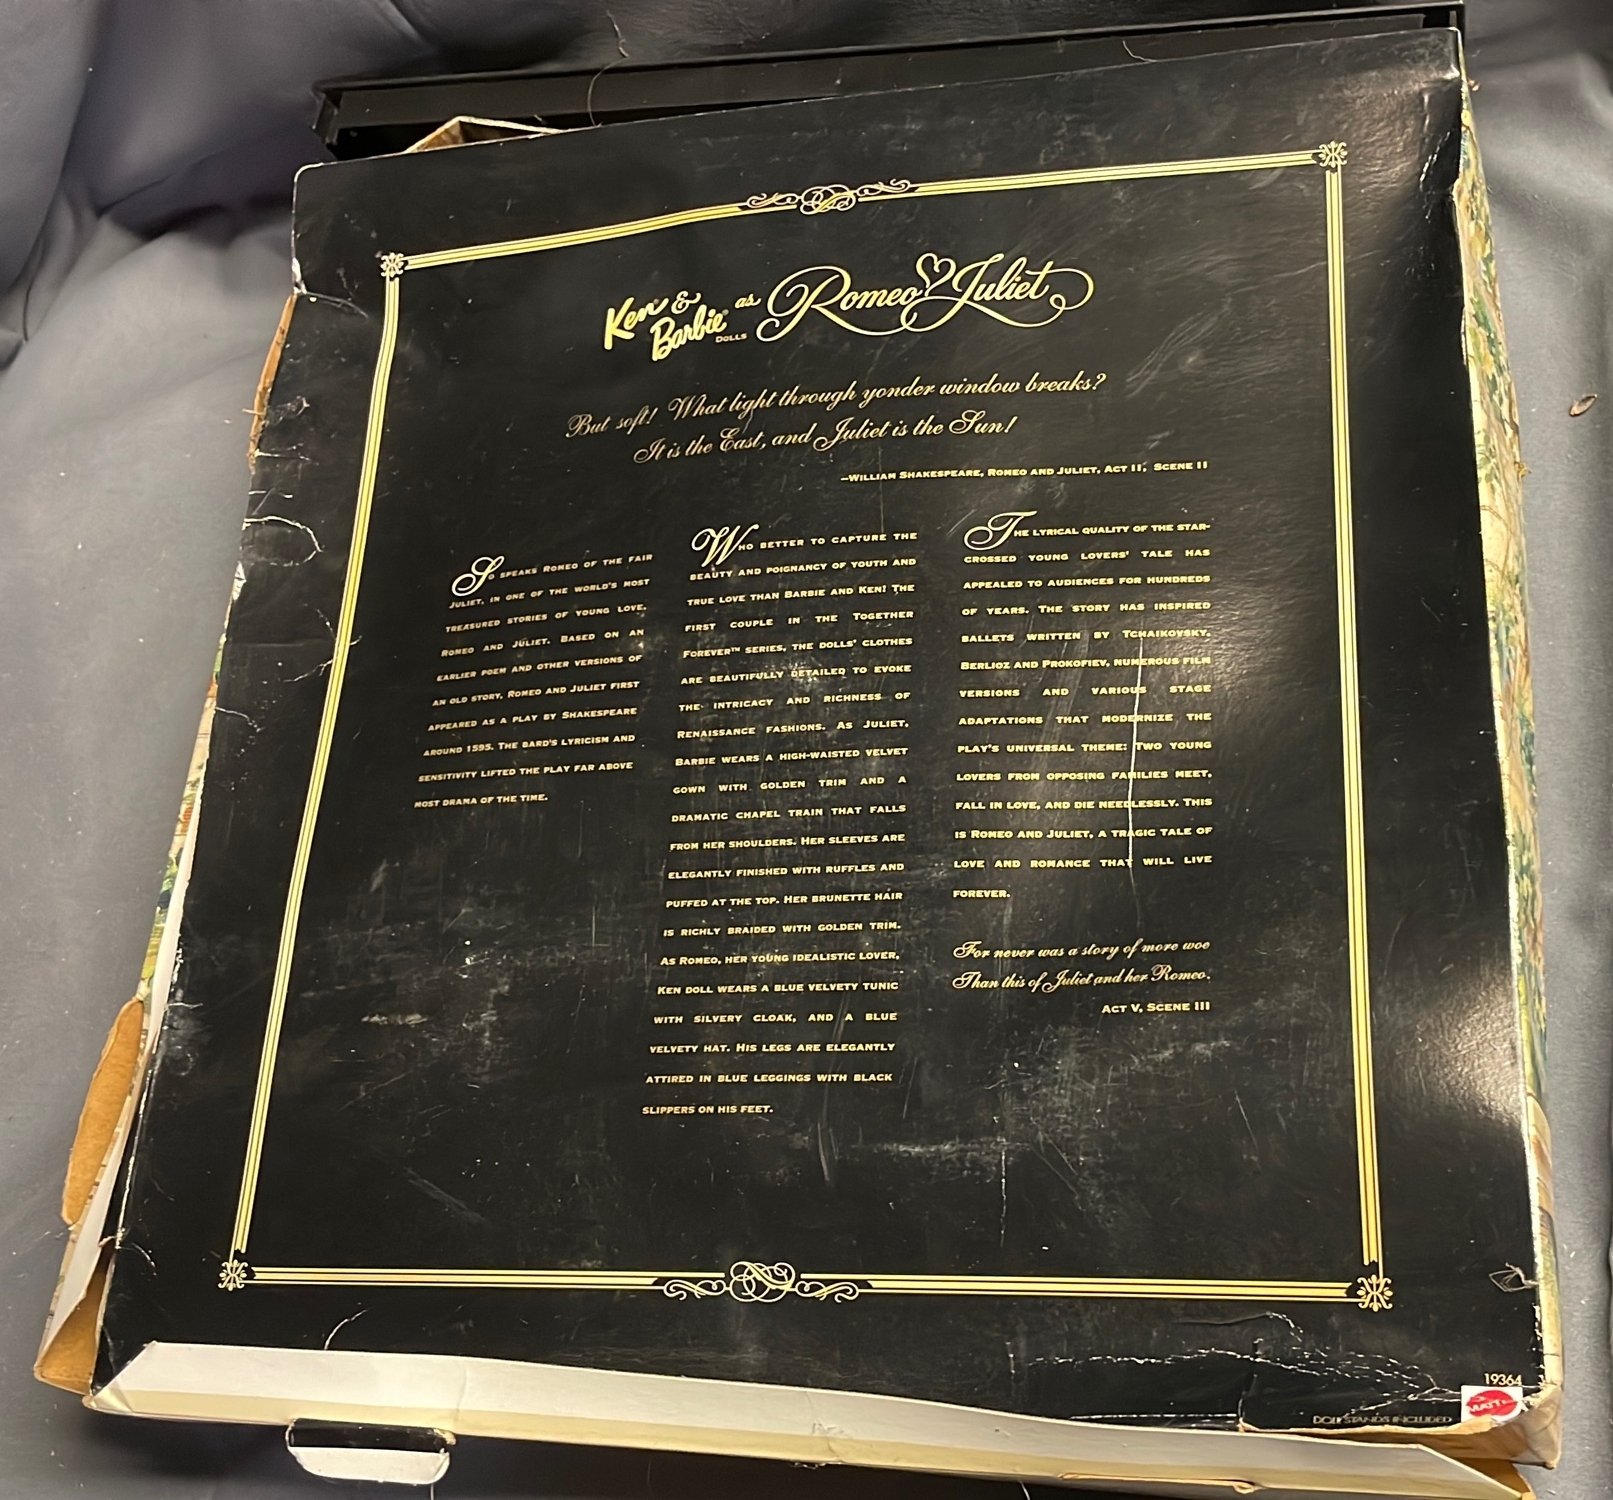 Ken® & Barbie® DOLLS as Romeo & Juliet
But soft! What light through yonder window breaks?
It is the East, and Juliet is the Sun!
—WILLIAM SHAKESPEARE, ROMEO AND JULIET, ACT II, SCENE II
SO SPEAKS ROMEO OF THE FAIR
JULIET, IN ONE OF THE WORLD'S MOST
TREASURED STORIES OF YOUNG LOVE,
ROMEO AND JULIET. BASED ON AN
EARLIER POEM AND OTHER VERSIONS OF
AN OLD STORY, ROMEO AND JULIET FIRST
APPEARED AS A PLAY BY SHAKESPEARE
AROUND 1595. THE BARD'S LYRICISM AND
SENSITIVITY LIFTED THE PLAY FAR ABOVE
MOST DRAMA OF THE TIME.
WHO BETTER TO CAPTURE THE
BEAUTY AND POIGNANCY OF YOUTH AND
TRUE LOVE THAN BARBIE AND KEN! THE
FIRST COUPLE IN THE TOGETHER
FOREVER™ SERIES, THE DOLLS' CLOTHES
ARE BEAUTIFULLY DETAILED TO EVOKE
THE INTRICACY AND RICHNESS OF
RENAISSANCE FASHIONS. AS JULIET,
BARBIE WEARS A HIGH-WAISTED VELVET
GOWN WITH GOLDEN TRIM AND A
DRAMATIC CHAPEL TRAIN THAT FALLS
FROM HER SHOULDERS. HER SLEEVES ARE
ELEGANTLY FINISHED WITH RUFFLES AND
PUFFED AT THE TOP. HER BRUNETTE HAIR
IS RICHLY BRAIDED WITH GOLDEN TRIM.
AS ROMEO, HER YOUNG IDEALISTIC LOVER,
KEN DOLL WEARS A BLUE VELVETY TUNIC
WITH SILVERY CLOAK, AND A BLUE
VELVETY HAT. HIS LEGS ARE ELEGANTLY
ATTIRED IN BLUE LEGGINGS WITH BLACK
SLIPPERS ON HIS FEET.
THE LYRICAL QUALITY OF THE STAR-
CROSSED YOUNG LOVERS' TALE HAS
APPEALED TO AUDIENCES FOR HUNDREDS
OF YEARS. THE STORY HAS INSPIRED
BALLETS WRITTEN BY TCHAIKOVSKY,
BERLIOZ AND PROKOFIEV, NUMEROUS FILM
VERSIONS AND VARIOUS STAGE
ADAPTATIONS THAT MODERNIZE THE
PLAY'S UNIVERSAL THEME: TWO YOUNG
LOVERS FROM OPPOSING FAMILIES MEET,
FALL IN LOVE, AND DIE NEEDLESSLY. THIS
IS ROMEO AND JULIET, A TRAGIC TALE OF
LOVE AND ROMANCE THAT WILL LIVE
FOREVER.
For never was a story of more woe
Than this of Juliet and her Romeo.
ACT V, SCENE III
19364
DOLL STANDS INCLUDED
MATTEL